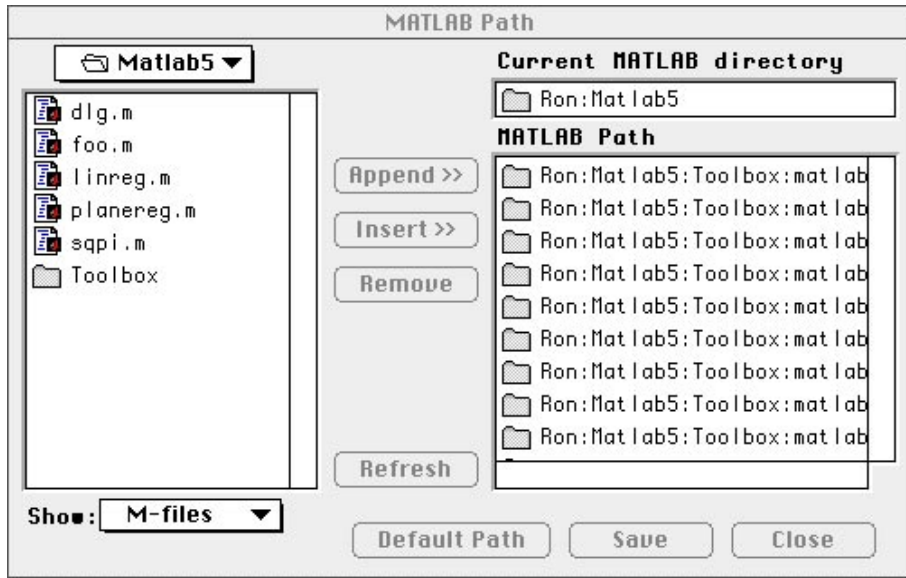 MATLAB Path
Matlab5
dlg.m
foo.m
linreg.m
planereg.m
sqpi.m
Toolbox
Show: M-files
Append >>
Insert >>
Remove
Refresh
Current MATLAB directory
Ron:Matlab5
MATLAB Path
Ron:Matlab5:Toolbox:matlab
Ron:Matlab5:Toolbox:matlab
Ron:Matlab5:Toolbox:matlab
Ron:Matlab5:Toolbox:matlab
Ron:Matlab5:Toolbox:matlab
Ron:Matlab5:Toolbox:matlab
Ron:Matlab5:Toolbox:matlab
Ron:Matlab5:Toolbox:matlab
Ron:Matlab5:Toolbox:matlab
Default Path Save Close